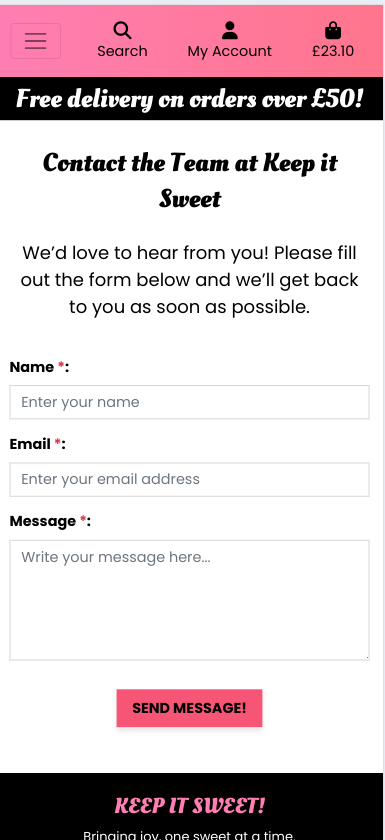 Search My Account £23.10
Free delivery on orders over £50!
Contact the Team at Keep it
Sweet
We’d love to hear from you! Please fill
out the form below and we’ll get back
to you as soon as possible.
Name *:
Enter your name
Email *:
Enter your email address
Message *:
Write your message here...
SEND MESSAGE!
KEEP IT SWEET!
Bringing joy, one sweet at a time.